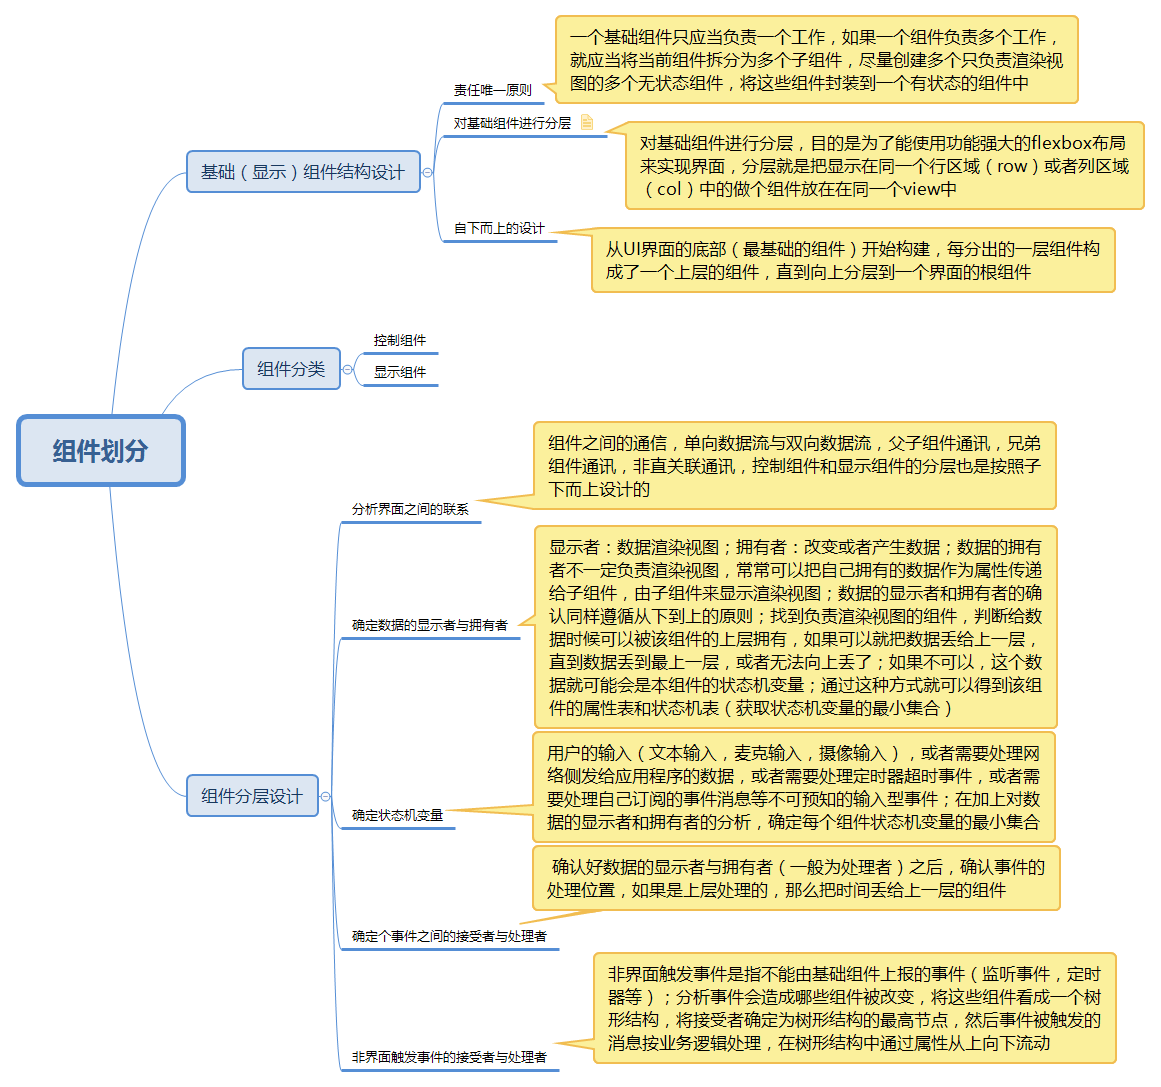 一个基础组件只应当负责一个工作，如果一个组件负责多个工作，
就应当将当前组件拆分为多个子组件，尽量创建多个只负责渲染视
图的多个无状态组件，将这些组件封装到一个有状态的组件中
责任唯一原则
对基础组件进行分层
对基础组件进行分层，目的是为了能使用功能强大的flexbox布局
来实现界面，分层就是把显示在同一个行区域（row）或者列区域
（col）中的做个组件放在在同一个view中
基础（显示）组件结构设计
自下而上的设计
从UI界面的底部（最基础的组件）开始构建，每分出的一层组件构
成了一个上层的组件，直到向上分层到一个界面的根组件
组件分类
控制组件
显示组件
组件划分
组件之间的通信，单向数据流与双向数据流，父子组件通讯，兄弟
组件通讯，非直关联通讯，控制组件和显示组件的分层也是按照子
下而上设计的
分析界面之间的联系
显示者：数据渲染视图；拥有者：改变或者产生数据；数据的拥有
者不一定负责渲染视图，常常可以把自己拥有的数据作为属性传递
给子组件，由子组件来显示渲染视图；数据的显示者和拥有者的确
认同样遵循从下到上的原则；找到负责渲染视图的组件，判断给数
据时候可以被该组件的上层拥有，如果可以就把数据丢给上一层，
直到数据丢到最上一层，或者无法向上丢了；如果不可以，这个数
据就可能会是本组件的状态机变量；通过这种方式就可以得到该组
件的属性表和状态机表（获取状态机变量的最小集合）
确定数据的显示者与拥有者
用户的输入（文本输入，麦克输入，摄像输入），或者需要处理网
络侧发给应用程序的数据，或者需要处理定时器超时事件，或者需
要处理自己订阅的事件消息等不可预知的输入型事件；在加上对数
据的显示者和拥有者的分析，确定每个组件状态机变量的最小集合
组件分层设计
确定状态机变量
确认好数据的显示者与拥有者（一般为处理者）之后，确认事件的
处理位置，如果是上层处理的，那么把时间丢给上一层的组件
确定个事件之间的接受者与处理者
非界面触发事件是指不能由基础组件上报的事件（监听事件，定时
器等）；分析事件会造成哪些组件被改变，将这些组件看成一个树
形结构，将接受者确定为树形结构的最高节点，然后事件被触发的
消息按业务逻辑处理，在树形结构中通过属性从上向下流动
非界面触发事件的接受者与处理者